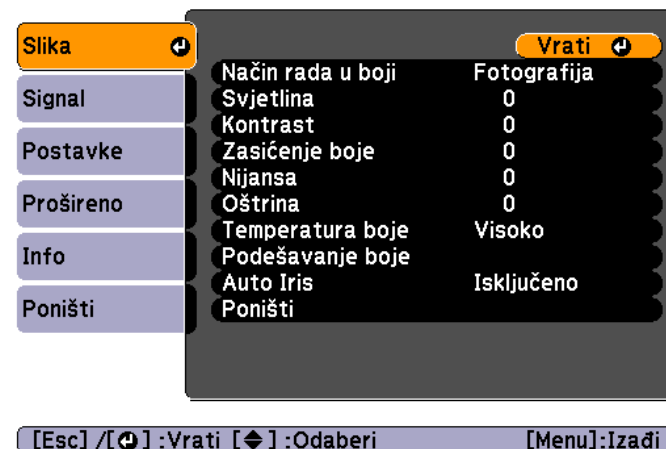 Slika
Signal
Postavke
Prošireno
Info
Poništi
Vrati
Način rada u boji Fotografija
Svjetlina 0
Kontrast 0
Zasićenje boje 0
Nijansa 0
Oštrina 0
Temperatura boje Visoko
Podešavanje boje
Auto Iris Isključeno
Poništi
[Esc] /[⏎] :Vrati [◆] :Odaberi [Menu]:Izađi